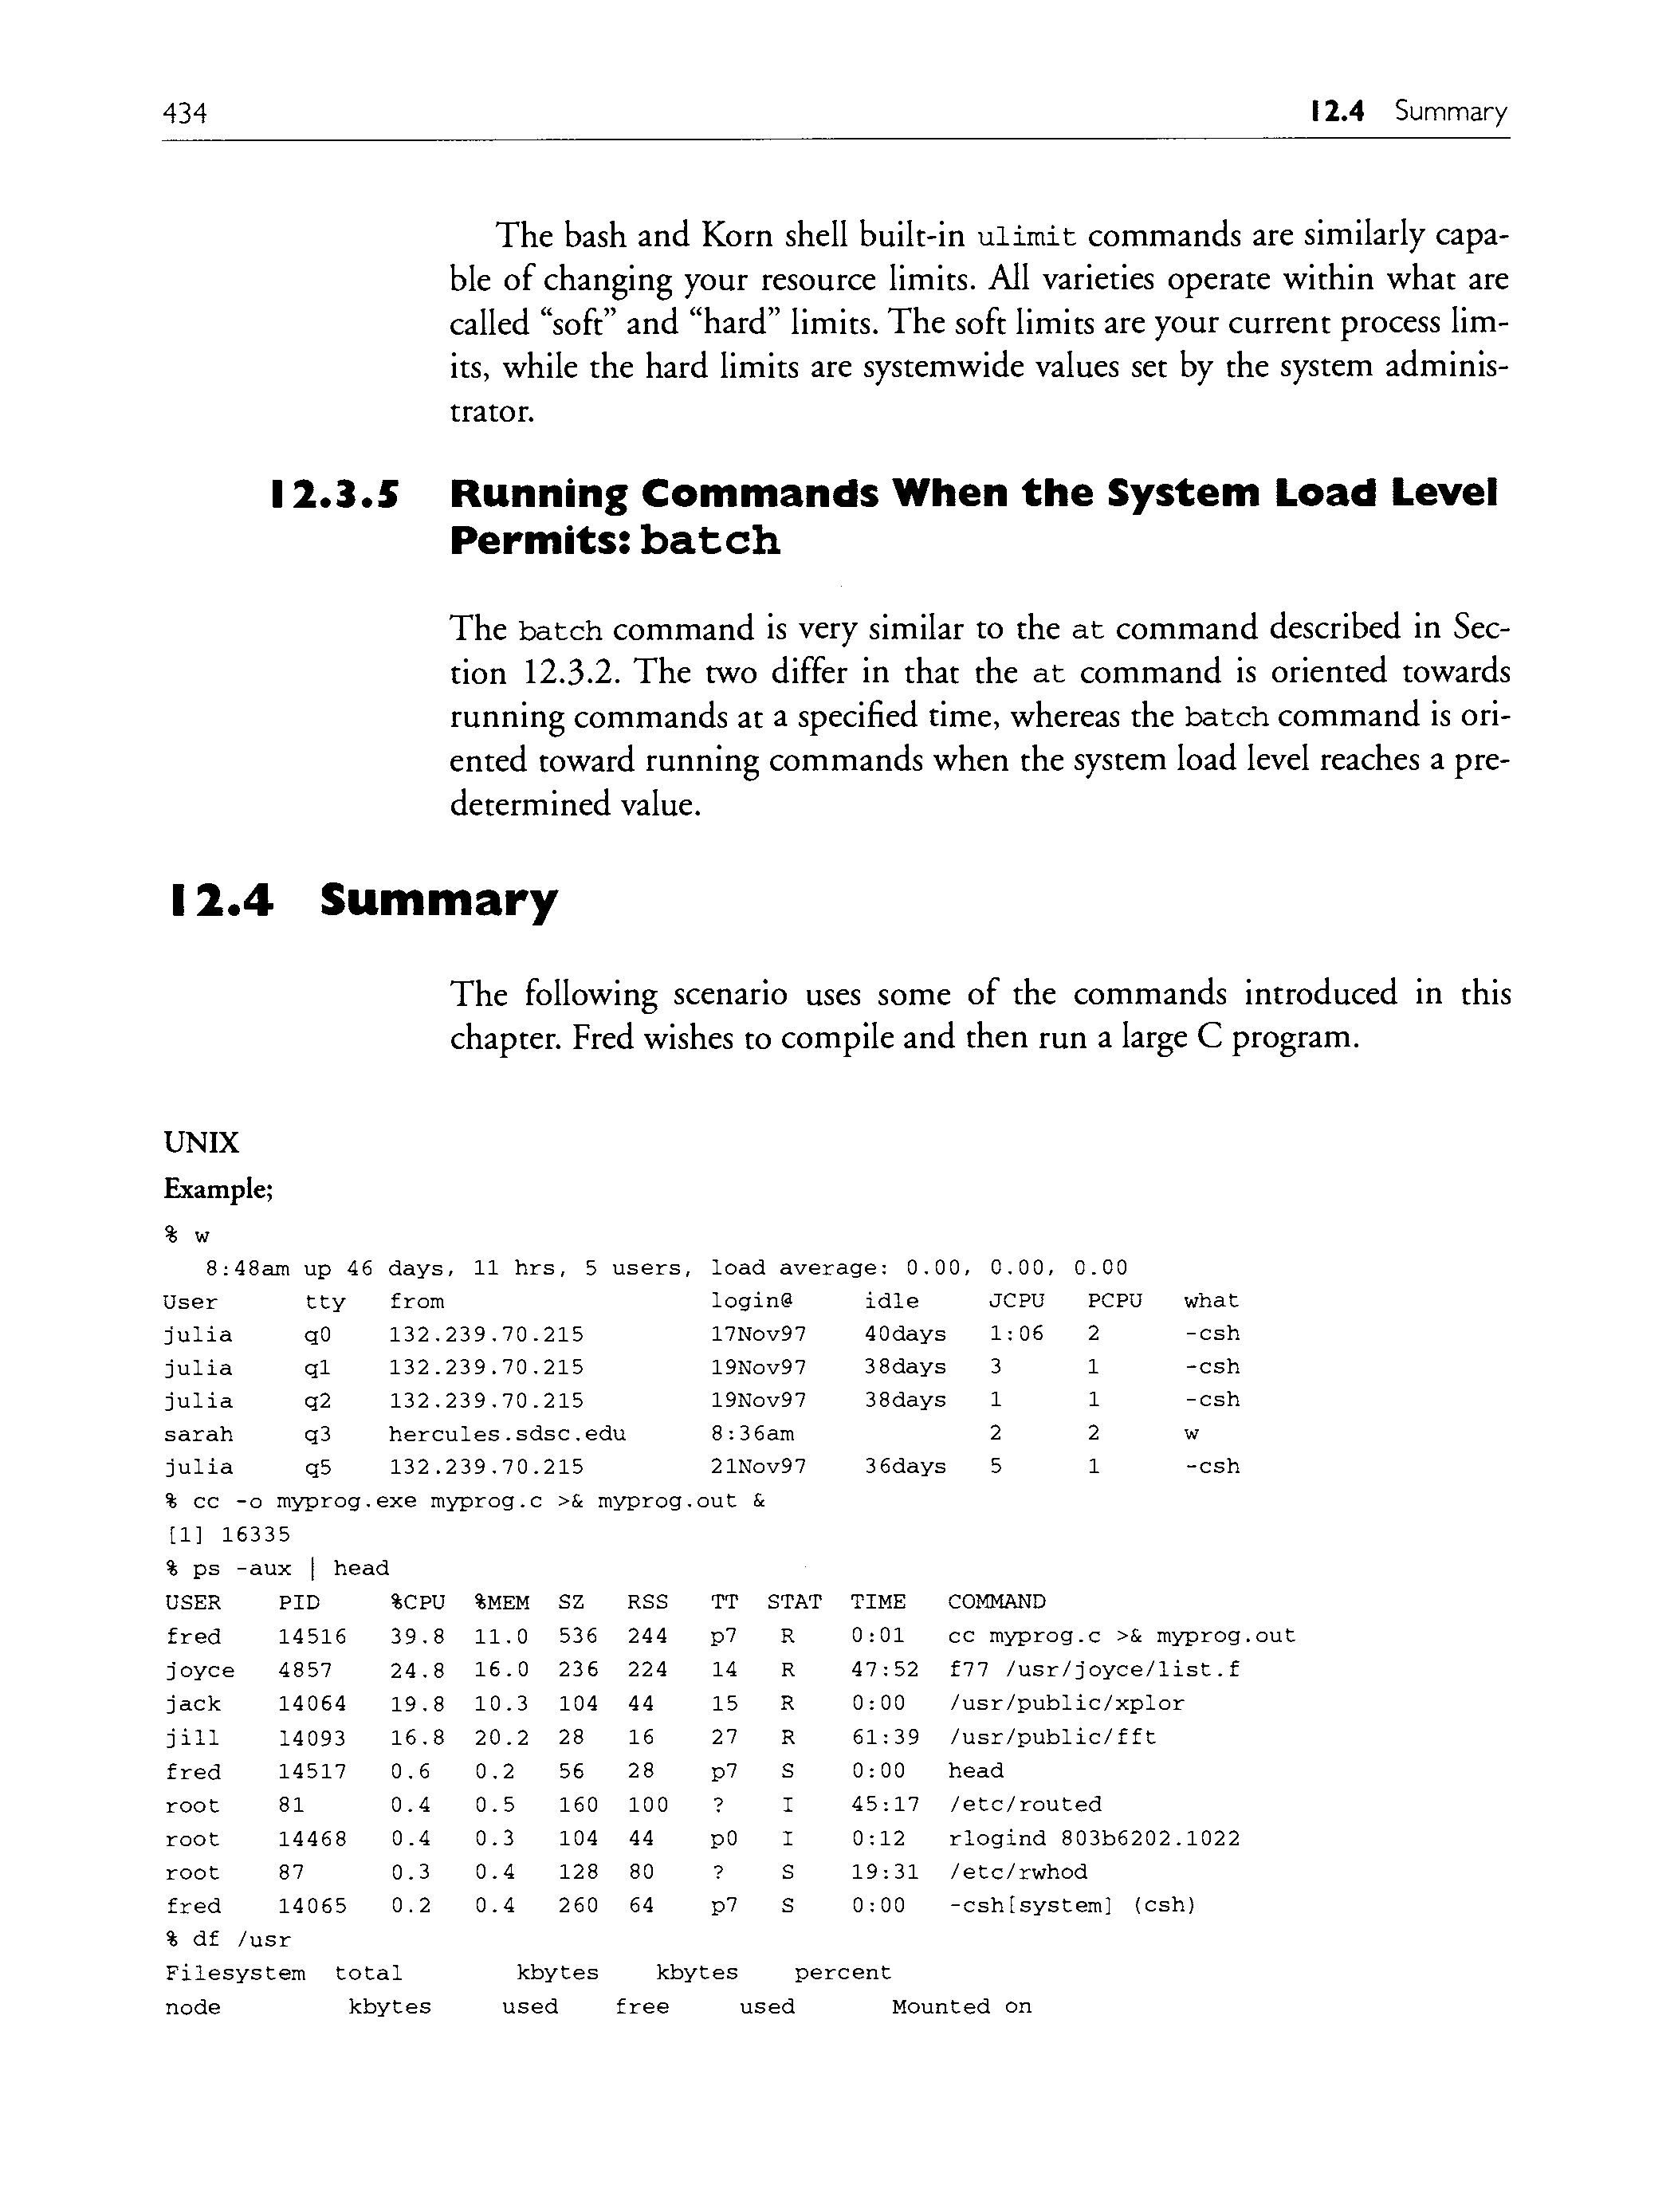 434 12.4 Summary
The bash and Korn shell built-in ulimit commands are similarly capa-
ble of changing your resource limits. All varieties operate within what are
called “soft” and “hard” limits. The soft limits are your current process lim-
its, while the hard limits are systemwide values set by the system adminis-
trator.
12.3.5 Running Commands When the System Load Level
Permits: batch
The batch command is very similar to the at command described in Sec-
tion 12.3.2. The two differ in that the at command is oriented towards
running commands at a specified time, whereas the batch command is ori-
ented toward running commands when the system load level reaches a pre-
determined value.
12.4 Summary
The following scenario uses some of the commands introduced in this
chapter. Fred wishes to compile and then run a large C program.
UNIX
Example;
% w
8:48am up 46 days, 11 hrs, 5 users, load average: 0.00, 0.00, 0.00
User tty from login@ idle JCPU PCPU what
julia q0 132.239.70.215 17Nov97 40days 1:06 2 -csh
julia q1 132.239.70.215 19Nov97 38days 3 1 -csh
julia q2 132.239.70.215 19Nov97 38days 1 1 -csh
sarah q3 hercules.sdsc.edu 8:36am 2 2 w
julia q5 132.239.70.215 21Nov97 36days 5 1 -csh
% cc -o myprog.exe myprog.c >& myprog.out &
[1] 16335
% ps -aux | head
USER PID %CPU %MEM SZ RSS TT STAT TIME COMMAND
fred 14516 39.8 11.0 536 244 p7 R 0:01 cc myprog.c >& myprog.out
joyce 4857 24.8 16.0 236 224 14 R 47:52 f77 /usr/joyce/list.f
jack 14064 19.8 10.3 104 44 15 R 0:00 /usr/public/xplor
jill 14093 16.8 20.2 28 16 27 R 61:39 /usr/public/fft
fred 14517 0.6 0.2 56 28 p7 S 0:00 head
root 81 0.4 0.5 160 100 ? I 45:17 /etc/routed
root 14468 0.4 0.3 104 44 p0 I 0:12 rlogind 803b6202.1022
root 87 0.3 0.4 128 80 ? S 19:31 /etc/rwhod
fred 14065 0.2 0.4 260 64 p7 S 0:00 -csh[system] (csh)
% df /usr
Filesystem total kbytes kbytes percent
node kbytes used free used Mounted on